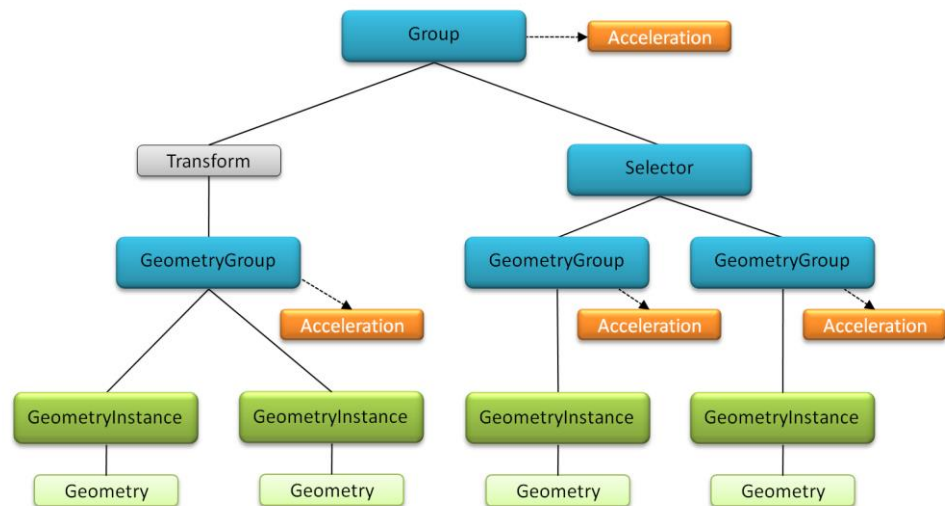 Group
Acceleration
Transform
Selector
GeometryGroup
GeometryGroup
GeometryGroup
Acceleration
Acceleration
Acceleration
GeometryInstance
GeometryInstance
GeometryInstance
GeometryInstance
Geometry
Geometry
Geometry
Geometry